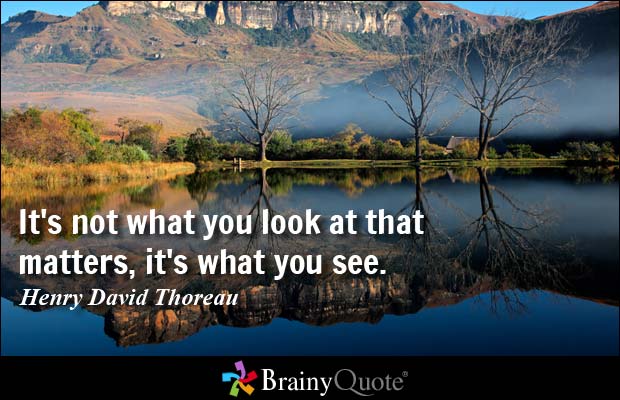 It's not what you look at that
matters, it's what you see.
Henry David Thoreau
BrainyQuote®